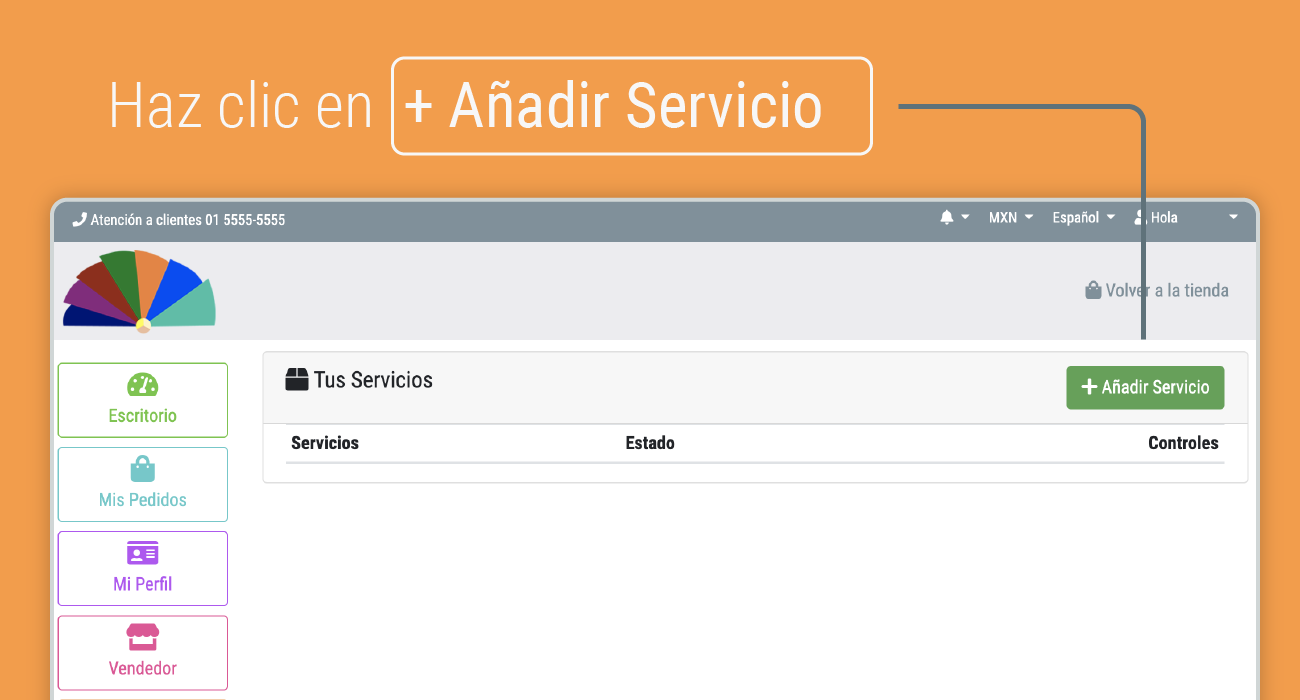 Haz clic en + Añadir Servicio
Atención a clientes 01 5555-5555
MXN
Español
Hola
Volver a la tienda
Escritorio
Mis Pedidos
Mi Perfil
Vendedor
Tus Servicios
+ Añadir Servicio
Servicios Estado Controles